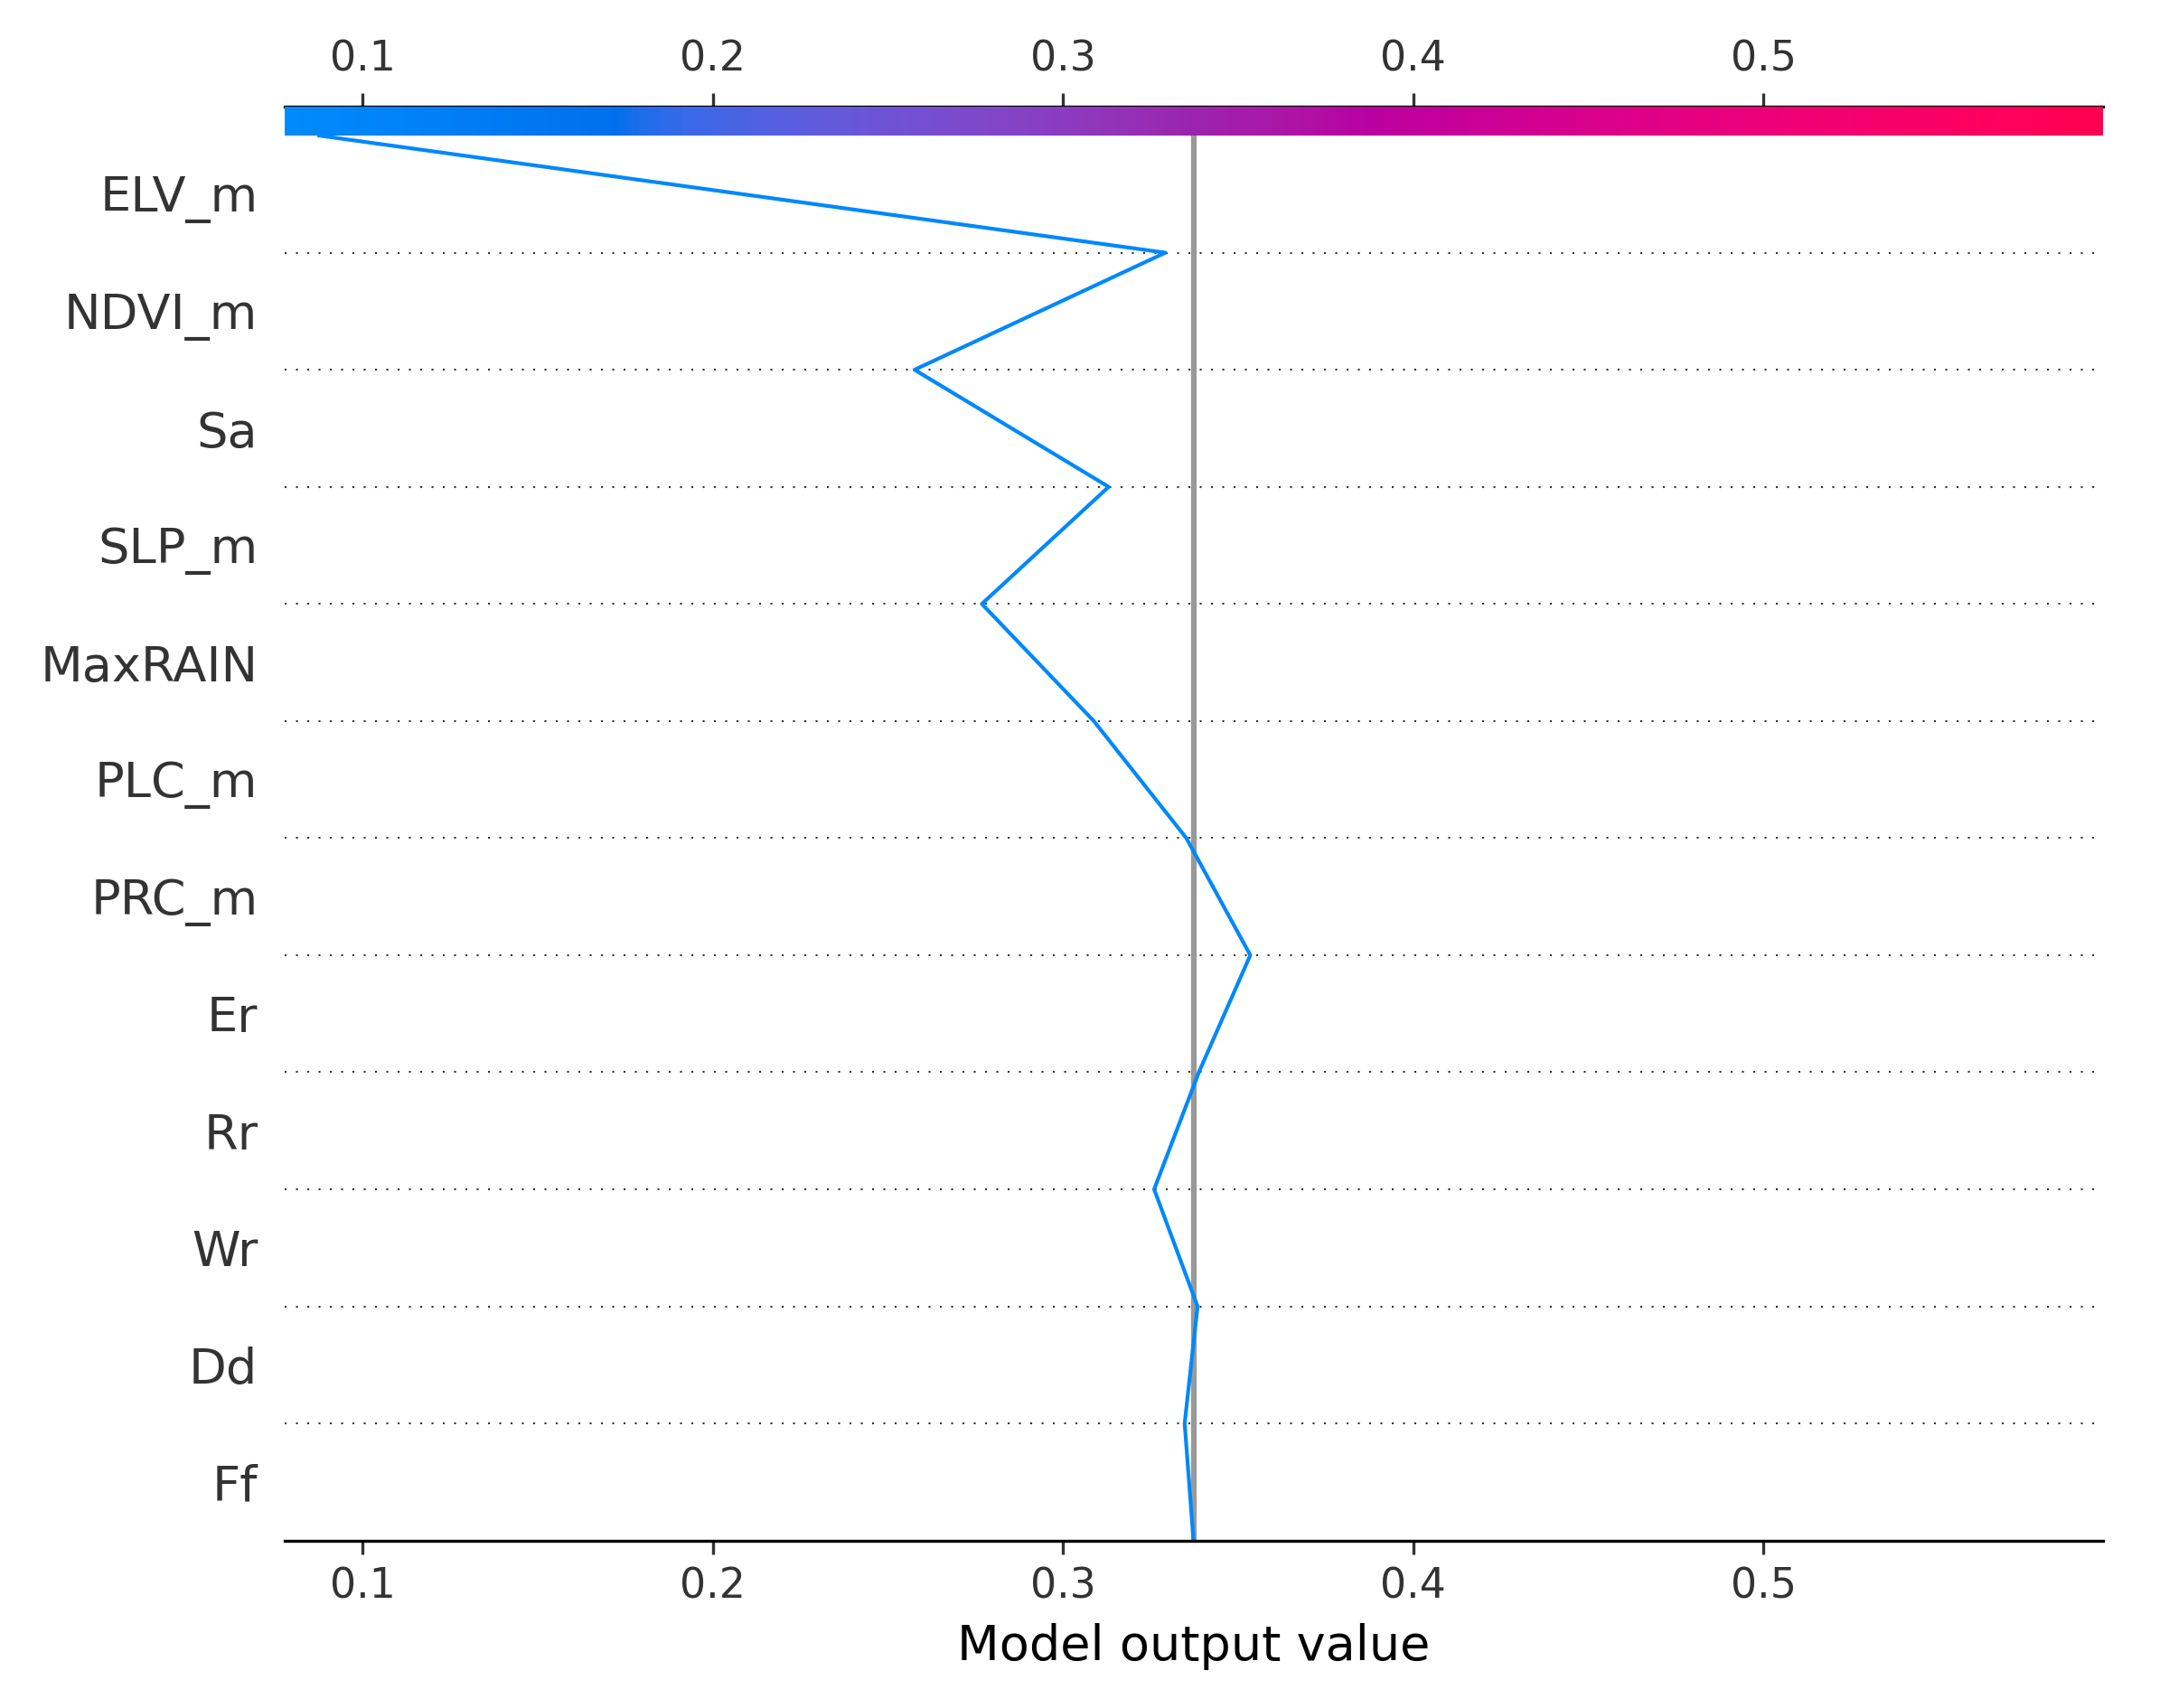 0.1 0.2 0.3 0.4 0.5
ELV_m
NDVI_m
Sa
SLP_m
MaxRAIN
PLC_m
PRC_m
Er
Rr
Wr
Dd
Ff
0.1 0.2 0.3 0.4 0.5
Model output value